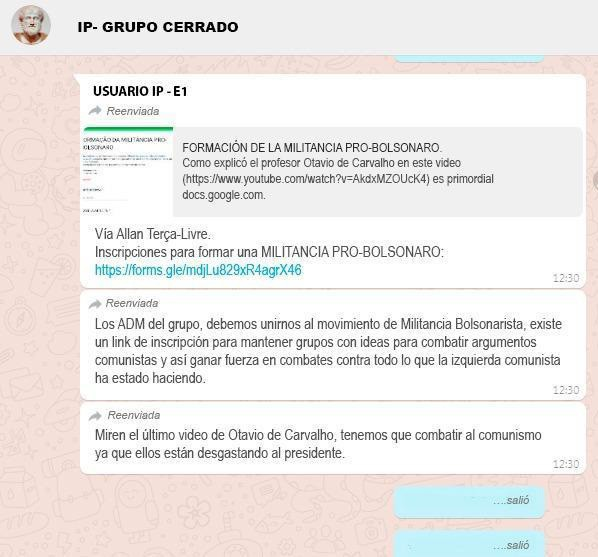 IP- GRUPO CERRADO
USUARIO IP - E1
Reenviada
FORMAÇÃO DA MILITÂNCIA PRO-
BOLSONARO
FORMACIÓN DE LA MILITANCIA PRO-BOLSONARO.
Como explicó el profesor Otavio de Carvalho en este video
(https://www.youtube.com/watch?v=AkdxMZOUcK4) es primordial
docs.google.com.
Vía Allan Terça-Livre.
Inscripciones para formar una MILITANCIA PRO-BOLSONARO:
https://forms.gle/mdjLu829xR4agrX46
12:30
Reenviada
Los ADM del grupo, debemos unirnos al movimiento de Militancia Bolsonarista, existe
un link de inscripción para mantener grupos con ideas para combatir argumentos
comunistas y así ganar fuerza en combates contra todo lo que la izquierda comunista
ha estado haciendo.
12:30
Reenviada
Miren el último video de Otavio de Carvalho, tenemos que combatir al comunismo
ya que ellos están desgastando al presidente.
12:30
....salió
....salió